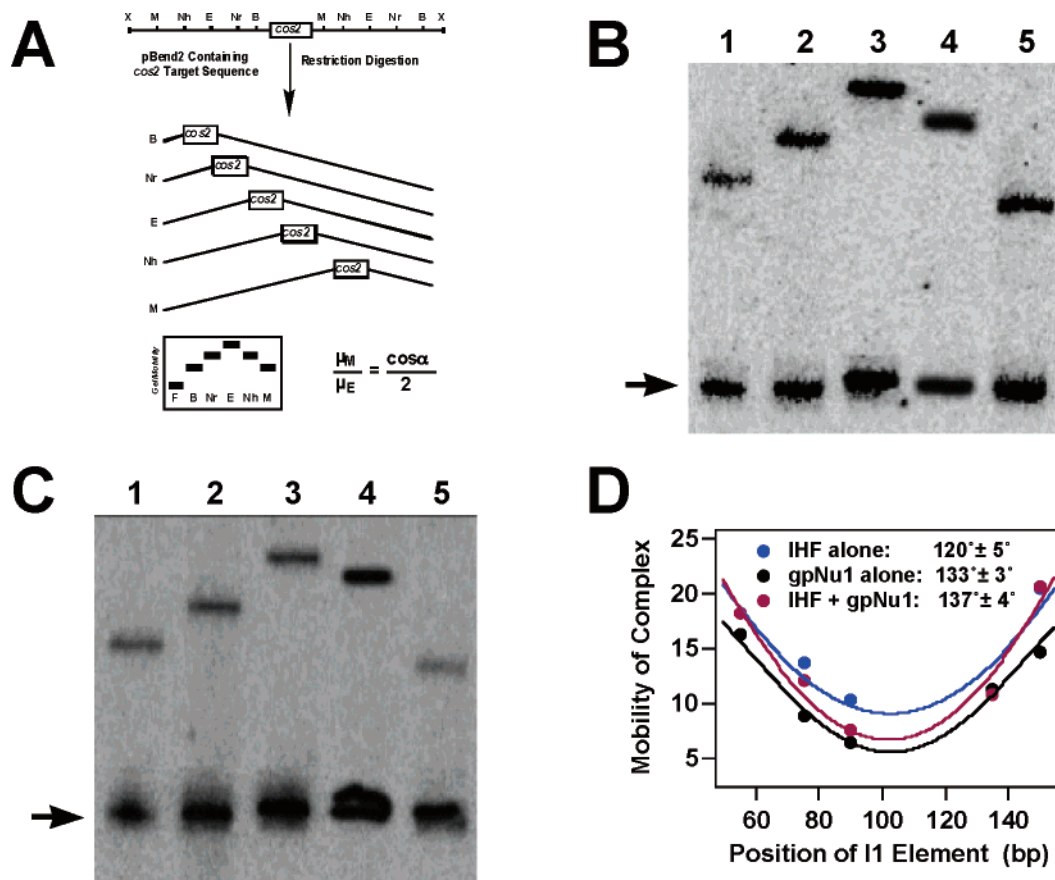 A
X M Nh E Nr B M Nh E Nr B X
cos2
pBend2 Containing
cos2 Target Sequence
Restriction Digestion
B cos2
Nr cos2
E cos2
Nh cos2
M cos2
Gel Mobility
F B Nr E Nh M
μM/μE = cosα/2
B
1 2 3 4 5
C
1 2 3 4 5
D
25
20
15
10
5
IHF alone: 120˚± 5˚
gpNu1 alone: 133˚± 3˚
IHF + gpNu1: 137˚± 4˚
Mobility of Complex
60 80 100 120 140
Position of I1 Element (bp)